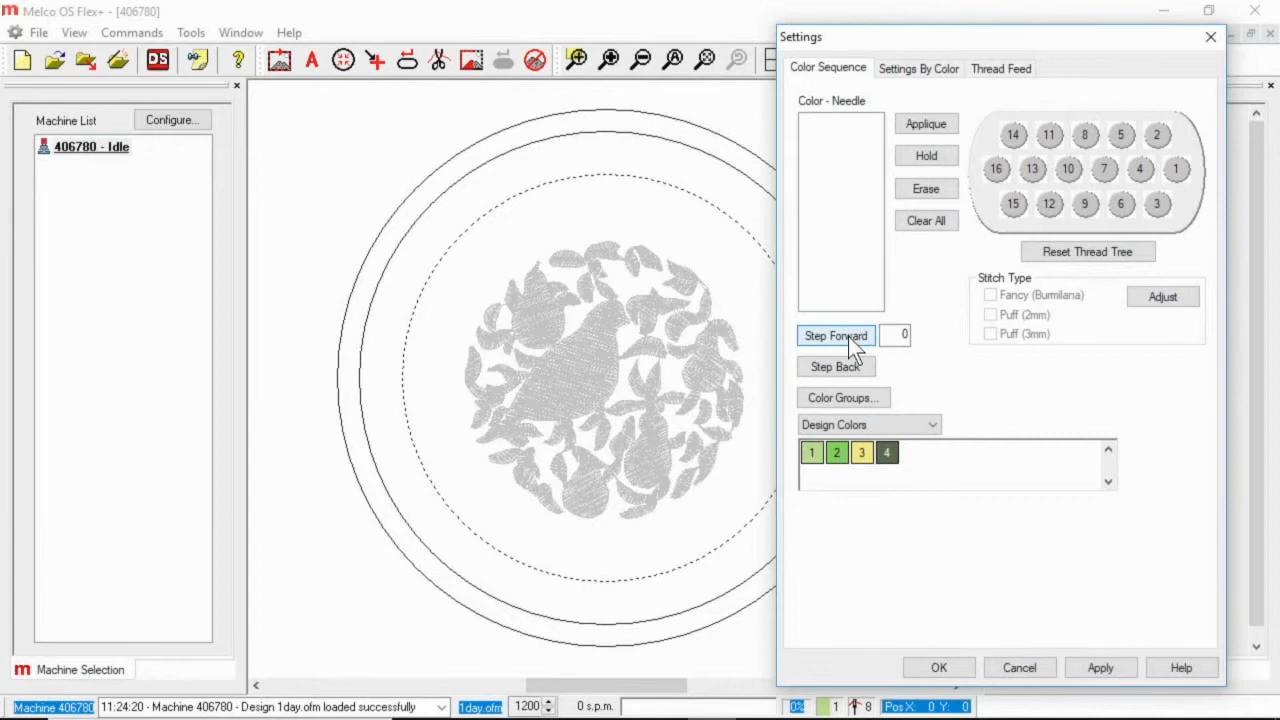 Melco OS Flex+ - [406780]
File View Commands Tools Window Help
DS
?
A
Machine List
Configure...
406780 - Idle
Machine Selection
Settings
Color Sequence Settings By Color Thread Feed
Color - Needle
Applique
Hold
Erase
Clear All
14 11 8 5 2
16 13 10 7 4 1
15 12 9 6 3
Reset Thread Tree
Stitch Type
Fancy (Burmilana)
Adjust
Puff (2mm)
Puff (3mm)
Step Forward 0
Step Back
Color Groups...
Design Colors
1 2 3 4
OK Cancel Apply Help
Machine 406780 11:24:20 - Machine 406780 - Design 1day.ofm loaded successfully 1day.ofm 1200 0 s.p.m. 0% 1 8 Pos X: 0 Y: 0